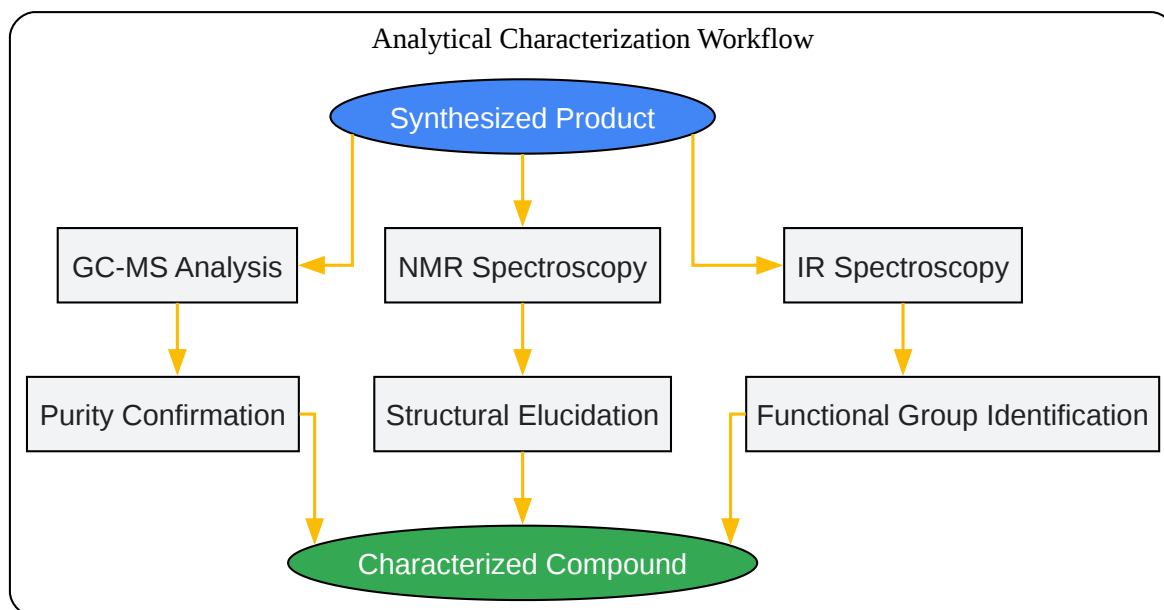 Analytical Characterization Workflow
Synthesized Product
GC-MS Analysis
NMR Spectroscopy
IR Spectroscopy
Purity Confirmation
Structural Elucidation
Functional Group Identification
Characterized Compound